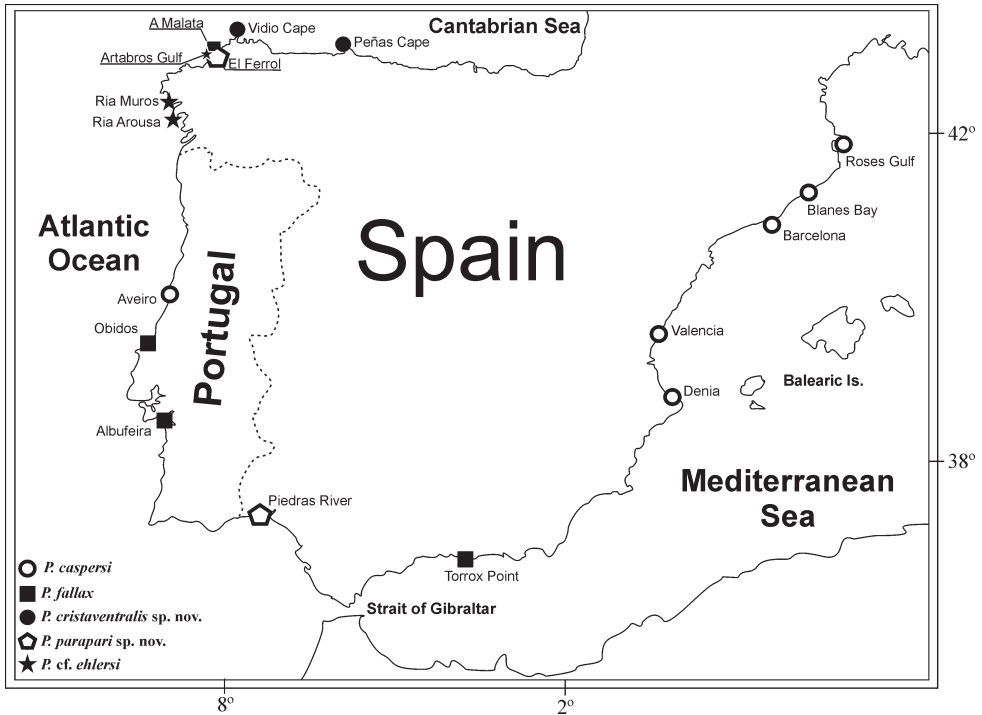 A Malata
Vidio Cape
Cantabrian Sea
Peñas Cape
Artabros Gulf
El Ferrol
Ria Muros
Ria Arousa
42º
Roses Gulf
Blanes Bay
Barcelona
Atlantic
Ocean
Spain
Portugal
Aveiro
Obidos
Valencia
Balearic Is.
Denia
Albufeira
38º
Mediterranean
Sea
Piedras River
Torrox Point
Strait of Gibraltar
P. caspersi
P. fallax
P. cristaventralis sp. nov.
P. parapari sp. nov.
P. cf. ehlersi
8º
2º